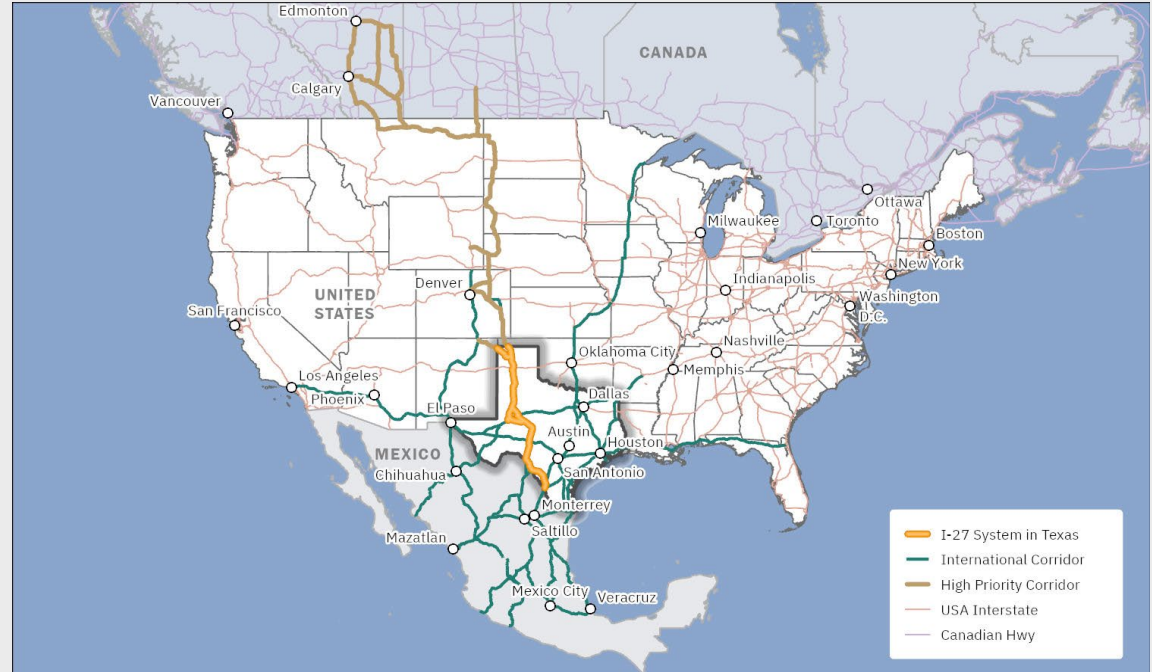 Edmonton
CANADA
Calgary
Vancouver
Ottawa
Milwaukee
Toronto
Boston
New York
Denver
Indianapolis
UNITED
STATES
Washington
D.C.
San Francisco
Nashville
Oklahoma City
Memphis
Los Angeles
Phoenix
Dallas
El Paso
Austin
Houston
MEXICO
San Antonio
Chihuahua
Monterrey
Saltillo
Mazatlan
Mexico City
Veracruz
I-27 System in Texas
International Corridor
High Priority Corridor
USA Interstate
Canadian Hwy